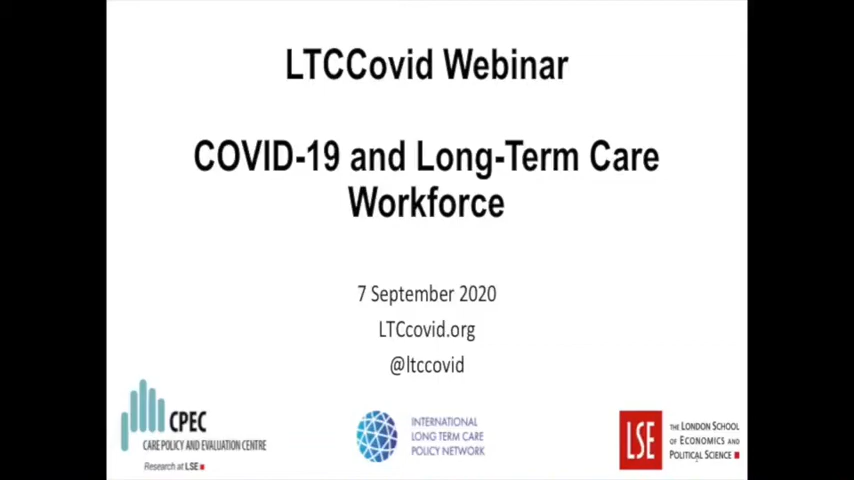 LTCCovid Webinar
COVID-19 and Long-Term Care
Workforce
7 September 2020
LTCcovid.org
@ltccovid
CPEC
CARE POLICY AND EVALUATION CENTRE
Research at LSE
INTERNATIONAL
LONG TERM CARE
POLICY NETWORK
LSE
THE LONDON SCHOOL
OF ECONOMICS AND
POLITICAL SCIENCE